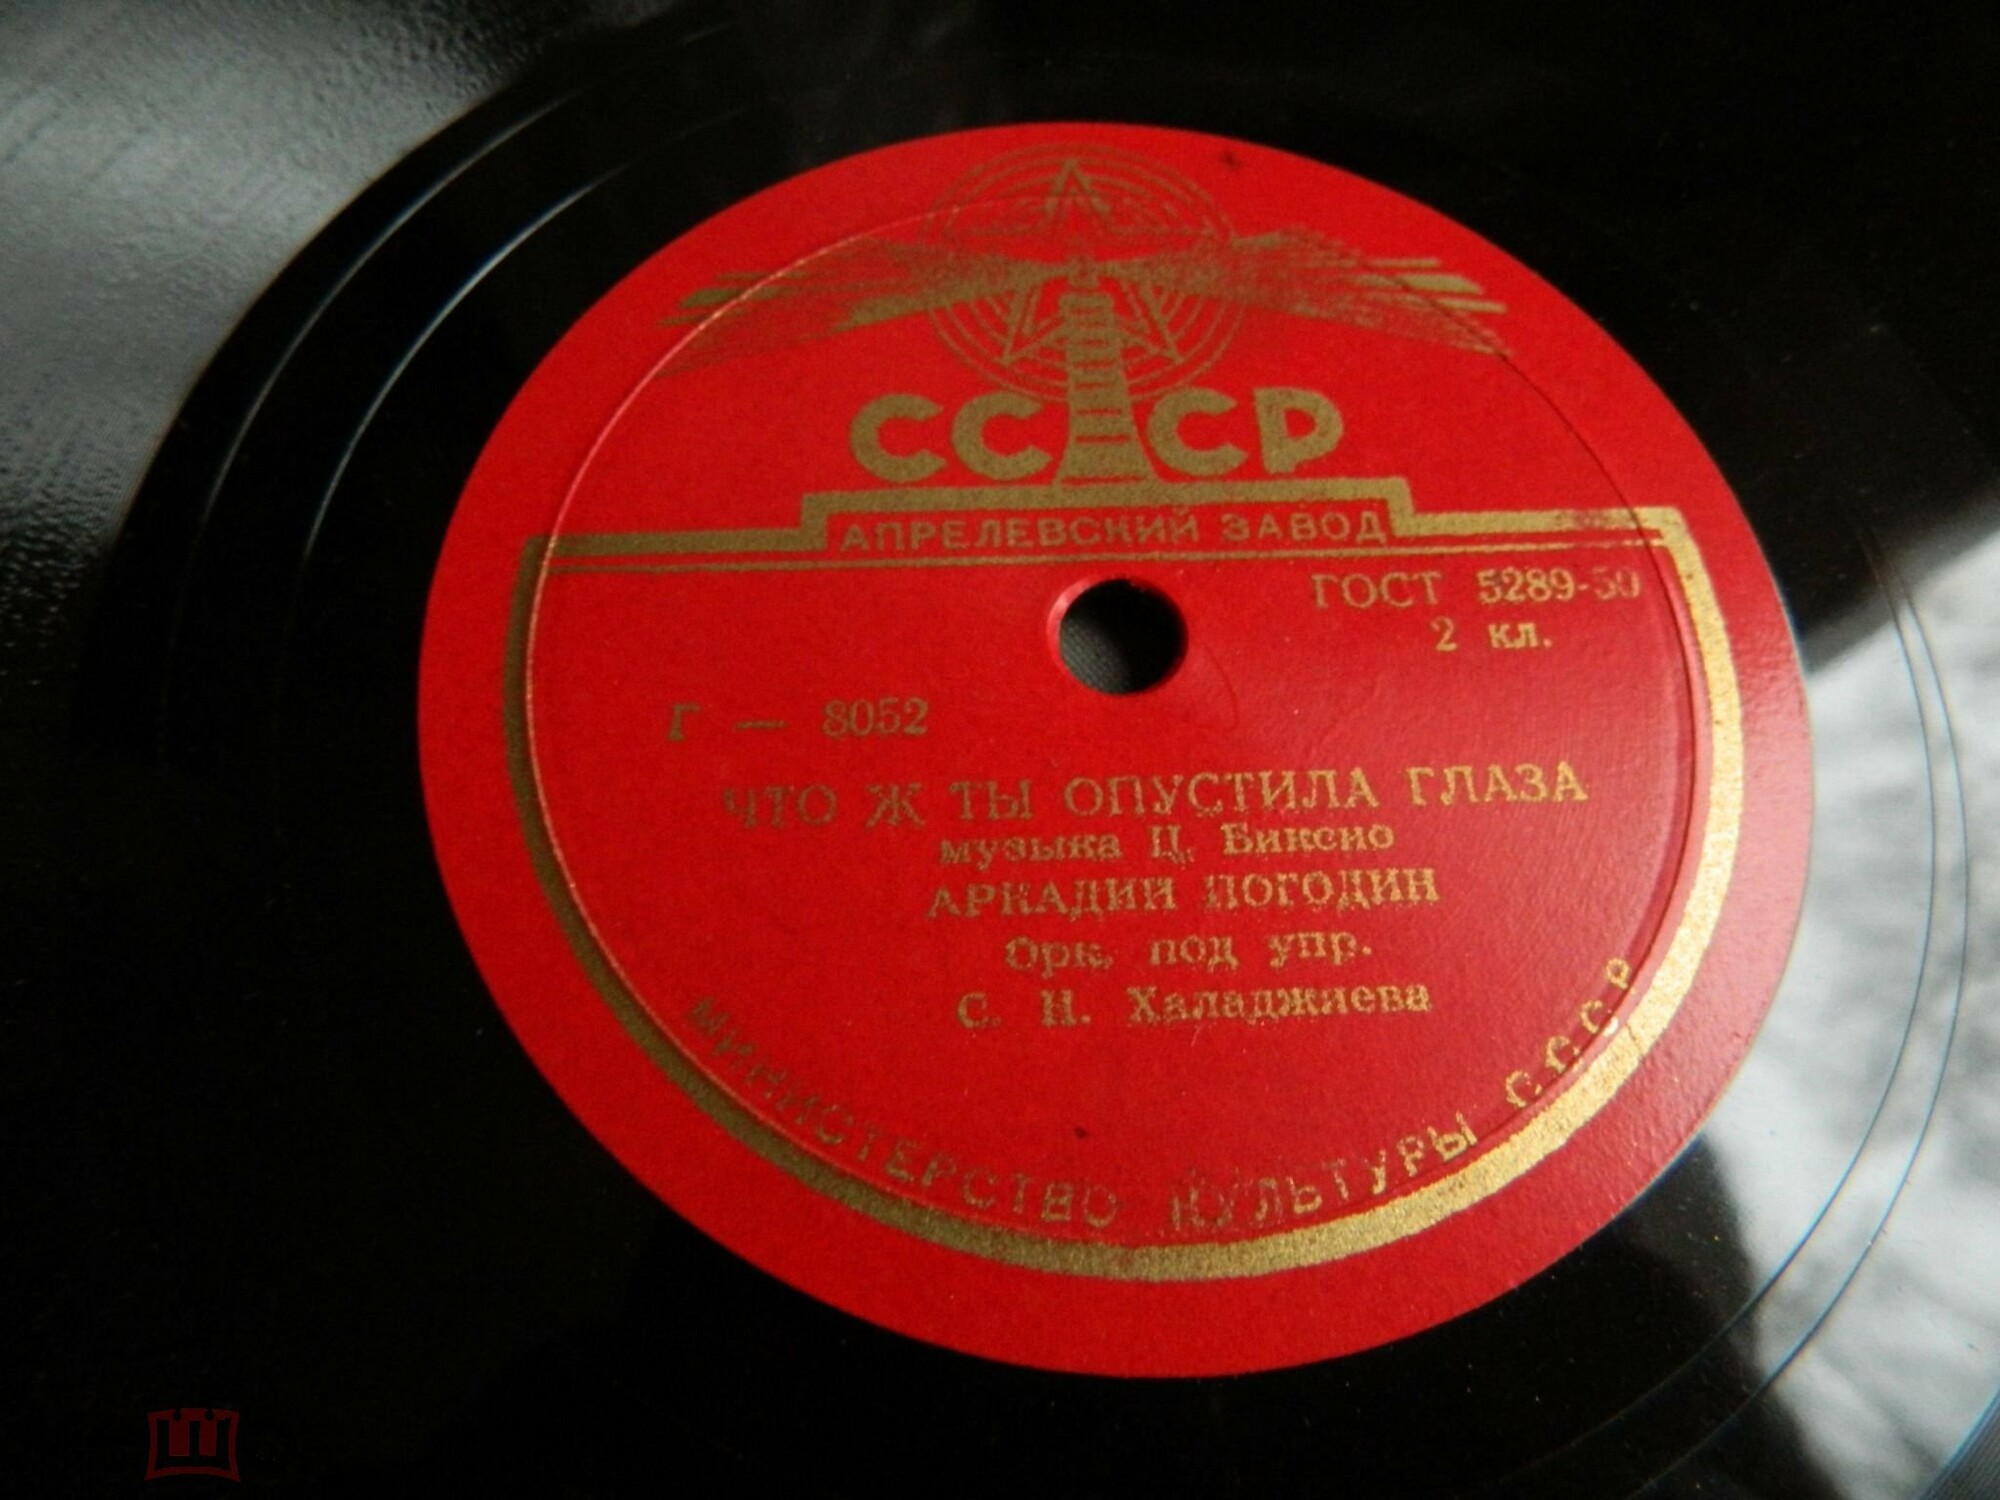 СССР
АПРЕЛЕВСКИЙ ЗАВОД
ГОСТ 5289-50
2 кл.
Г — 8052
ЧТО Ж ТЫ ОПУСТИЛА ГЛАЗА
музыка Ц. Биксио
АРКАДИЙ ПОГОДИН
Орк. под упр.
С. Н. Халаджиева
МИНИСТЕРСТВО КУЛЬТУРЫ СССР